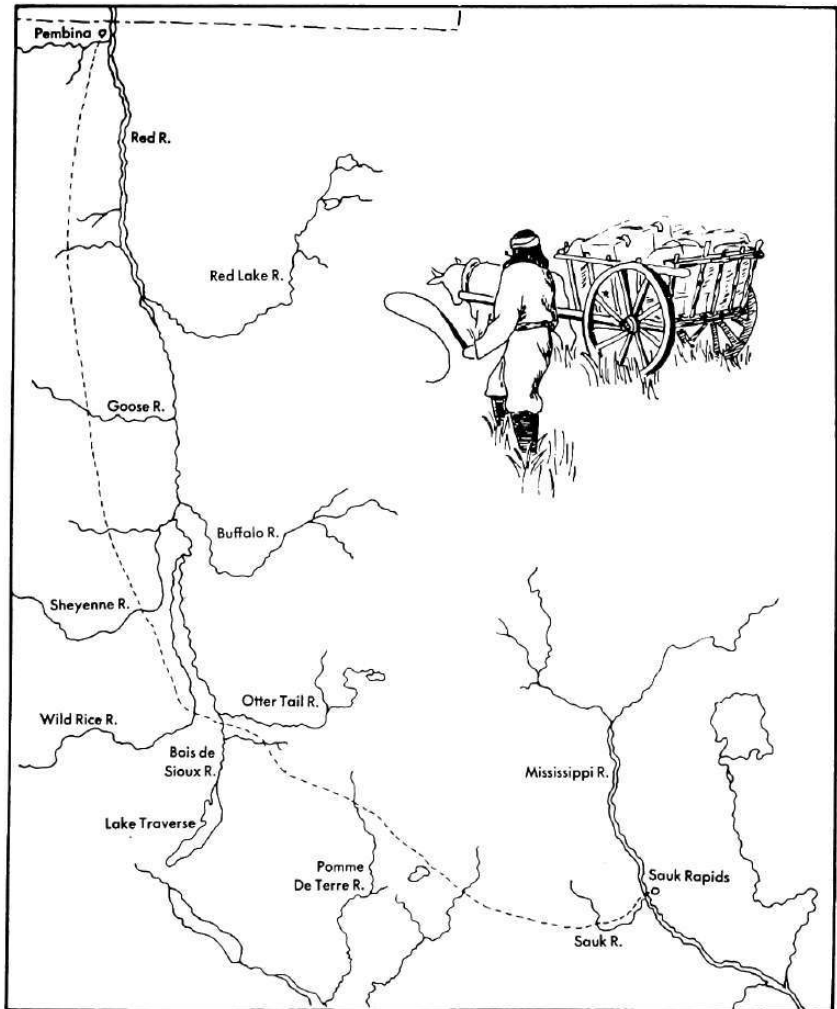 Pembina
Red R.
Red Lake R.
Goose R.
Buffalo R.
Sheyenne R.
Otter Tail R.
Wild Rice R.
Bois de
Sioux R.
Mississippi R.
Lake Traverse
Pomme
De Terre R.
Sauk Rapids
Sauk R.